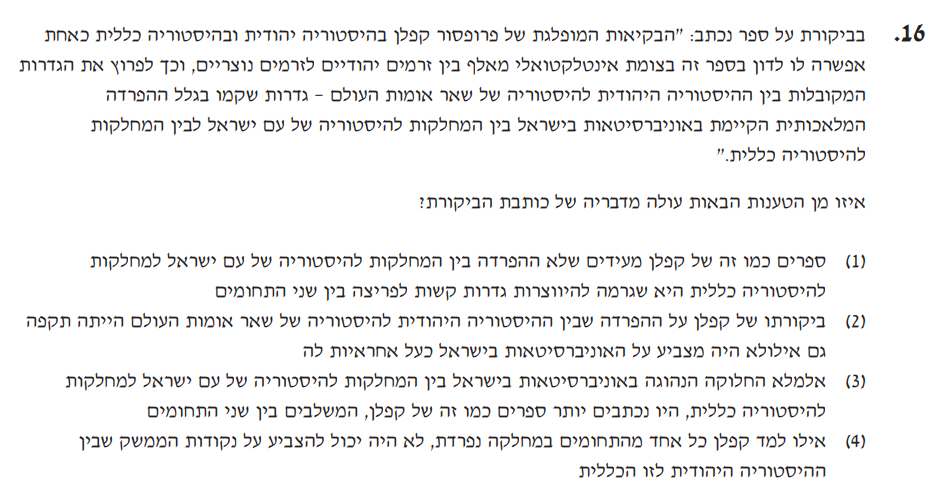 16. בביקורת על ספר נכתב: "הבקיאות המופלגת של פרופסור קפלן בהיסטוריה יהודית ובהיסטוריה כללית כאחת
אפשרה לו לדון בספר זה בצומת אינטלקטואלי מאלף בין זרמים יהודיים לזרמים נוצריים, וכך לפרוץ את הגדרות
המקובלות בין ההיסטוריה היהודית להיסטוריה של שאר אומות העולם – גדרות שקמו בגלל ההפרדה
המלאכותית הקיימת באוניברסיטאות בישראל בין המחלקות להיסטוריה של עם ישראל לבין המחלקות
להיסטוריה כללית."
איזו מן הטענות הבאות עולה מדבריה של כותבת הביקורת?
(1) ספרים כמו זה של קפלן מעידים שלא ההפרדה בין המחלקות להיסטוריה של עם ישראל למחלקות
להיסטוריה כללית היא שגרמה להיווצרות גדרות קשות לפריצה בין שני התחומים
(2) ביקורתו של קפלן על ההפרדה שבין ההיסטוריה היהודית להיסטוריה של שאר אומות העולם הייתה תקפה
גם אילולא היה מצביע על האוניברסיטאות בישראל כעל אחראיות לה
(3) אלמלא החלוקה הנהוגה באוניברסיטאות בישראל בין המחלקות להיסטוריה של עם ישראל למחלקות
להיסטוריה כללית, היו נכתבים יותר ספרים כמו זה של קפלן, המשלבים בין שני התחומים
(4) אילו למד קפלן כל אחד מהתחומים במחלקה נפרדת, לא היה יכול להצביע על נקודות הממשק שבין
ההיסטוריה היהודית לזו הכללית